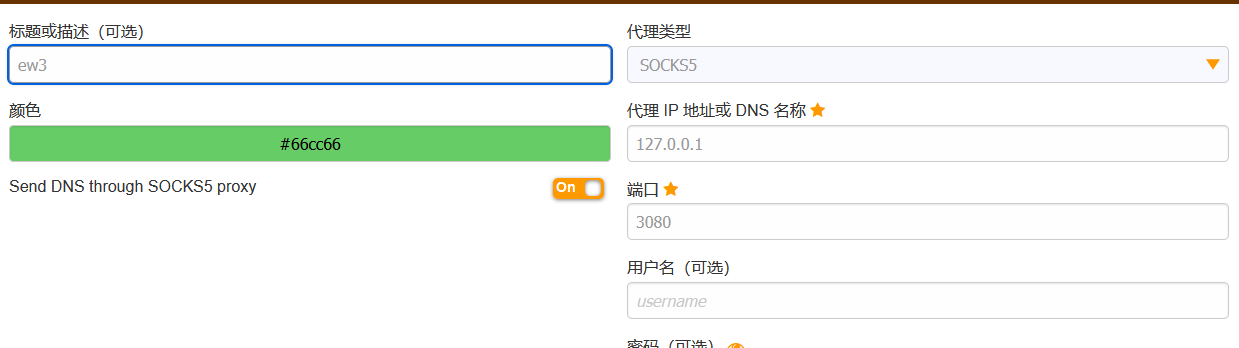 标题或描述（可选）
ew3
颜色
#66cc66
Send DNS through SOCKS5 proxy
On
代理类型
SOCKS5
代理 IP 地址或 DNS 名称
127.0.0.1
端口
3080
用户名（可选）
username
密码（可选）